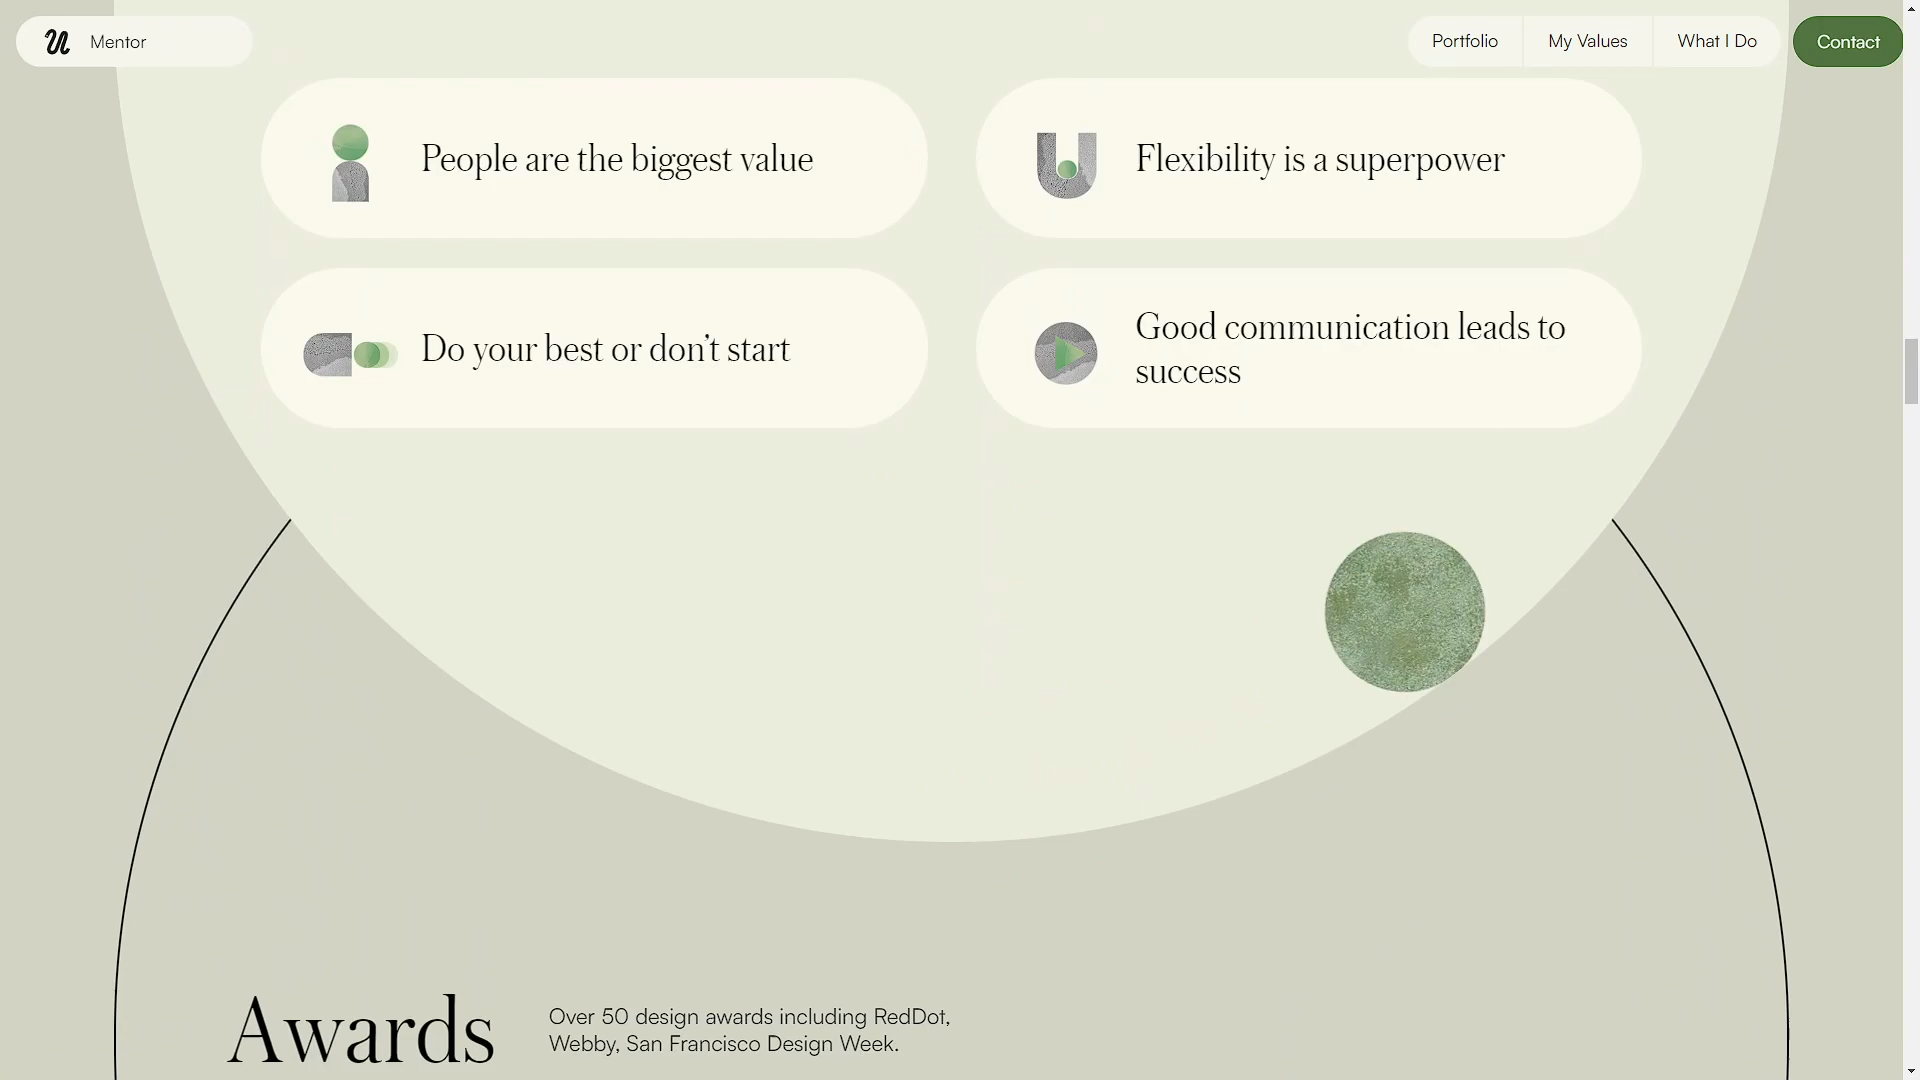 Mentor
Portfolio
My Values
What I Do
Contact
People are the biggest value
Flexibility is a superpower
Do your best or don’t start
Good communication leads to
success
Awards
Over 50 design awards including RedDot,
Webby, San Francisco Design Week.